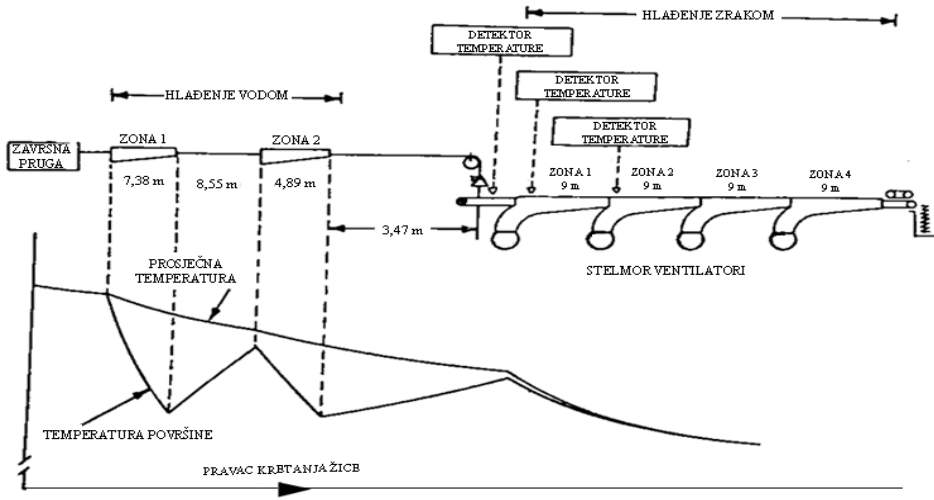 HLAĐENJE ZRAKOM
DETEKTOR
TEMPERATURE
DETEKTOR
TEMPERATURE
HLAĐENJE VODOM
DETEKTOR
TEMPERATURE
ZAVRŠNA
PRUGA
ZONA 1
ZONA 2
7,38 m
8,55 m
4,89 m
ZONA 1
9 m
ZONA 2
9 m
ZONA 3
9 m
ZONA 4
9 m
3,47 m
STELMOR VENTILATORI
PROSJEČNA
TEMPERATURA
TEMPERATURA POVRŠINE
PRAVAC KRETANJA ŽICE